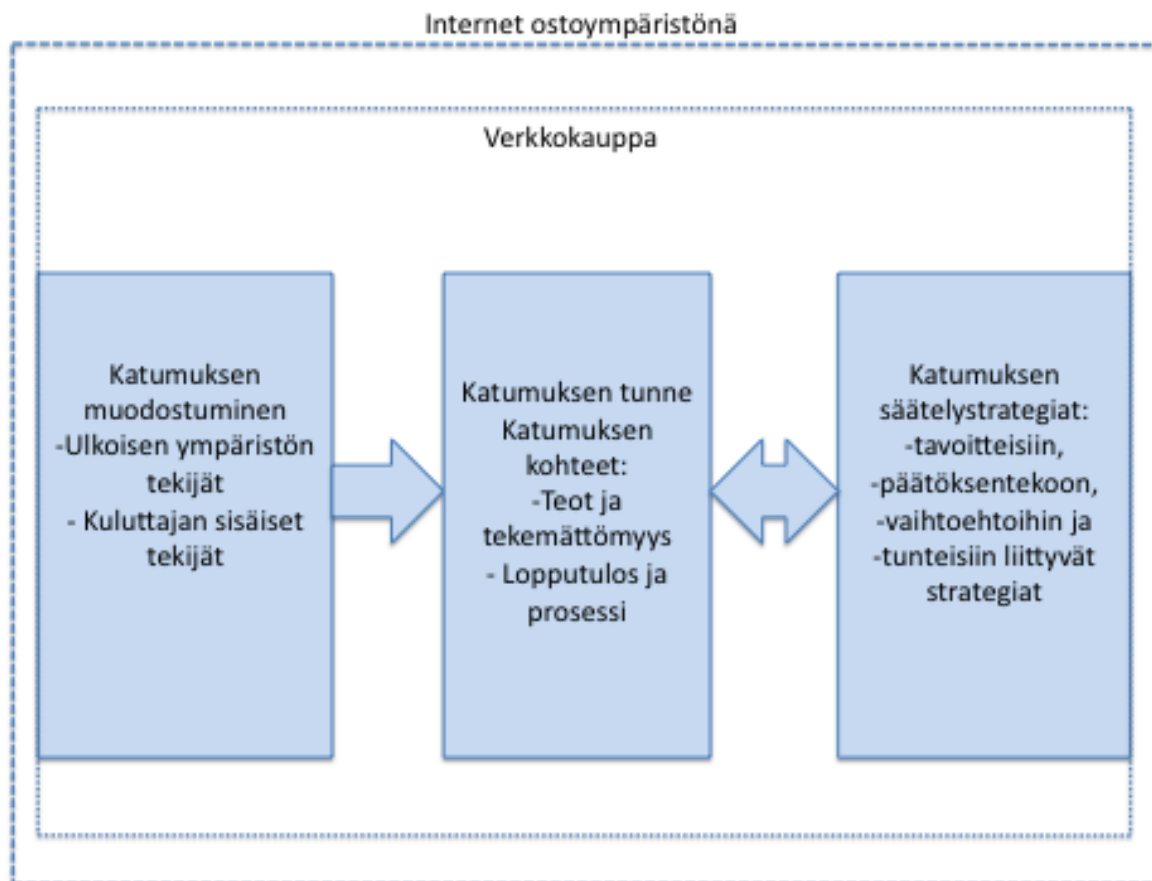 Internet ostoympäristönä
Verkkokauppa
Katumuksen
muodostuminen
-Ulkoisen ympäristön
tekijät
- Kuluttajan sisäiset
tekijät
Katumuksen tunne
Katumuksen
kohteet:
-Teot ja
tekemättömyys
- Lopputulos ja
prosessi
Katumuksen
säätelystrategiat:
-tavoitteisiin,
-päätöksentekoon,
-vaihtoehtoihin ja
-tunteisiin liittyvät
strategiat